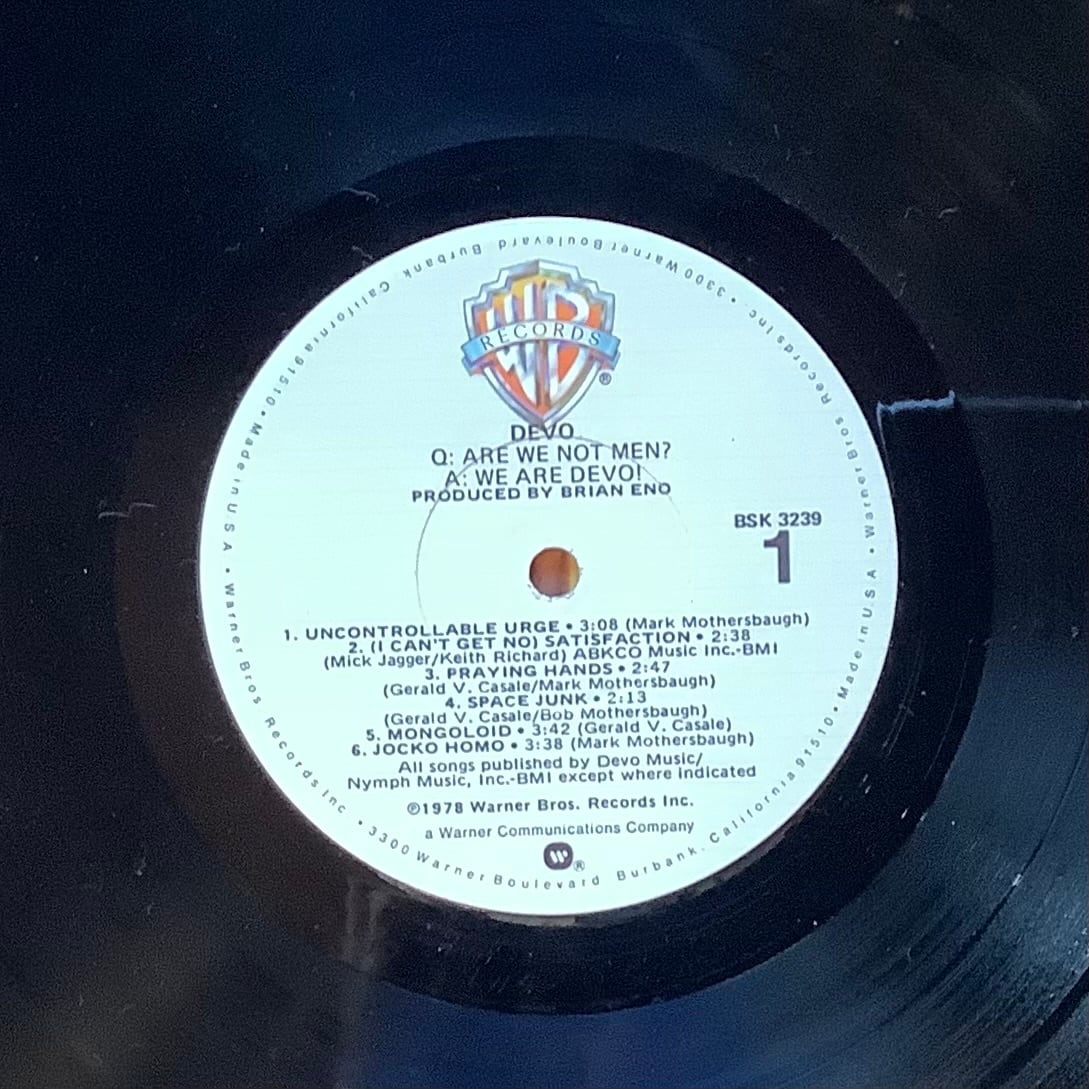 RECORDS
®
DEVO
Q: ARE WE NOT MEN?
A: WE ARE DEVO!
PRODUCED BY BRIAN ENO
BSK 3239
1
1. UNCONTROLLABLE URGE • 3:08 (Mark Mothersbaugh)
2. (I CAN'T GET NO) SATISFACTION • 2:38
(Mick Jagger/Keith Richard) ABKCO Music Inc.-BMI
3. PRAYING HANDS • 2:47
(Gerald V. Casale/Mark Mothersbaugh)
4. SPACE JUNK • 2:13
(Gerald V. Casale/Bob Mothersbaugh)
5. MONGOLOID • 3:42 (Gerald V. Casale)
6. JOCKO HOMO • 3:38 (Mark Mothersbaugh)
All songs published by Devo Music/
Nymph Music, Inc.-BMI except where indicated
℗1978 Warner Bros. Records Inc.
a Warner Communications Company
W®
Made in U.S.A. • Warner Bros. Records Inc. • 3300 Warner Boulevard Burbank, California 91510 • Made in U.S.A. • Warner Bros. Records Inc. • 3300 Warner Boulevard Burbank California 91510 •